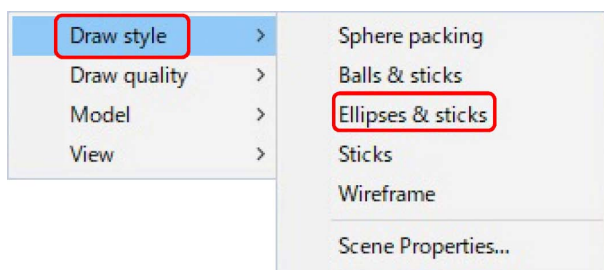 Draw style
Draw quality
Model
View
Sphere packing
Balls & sticks
Ellipses & sticks
Sticks
Wireframe
Scene Properties...